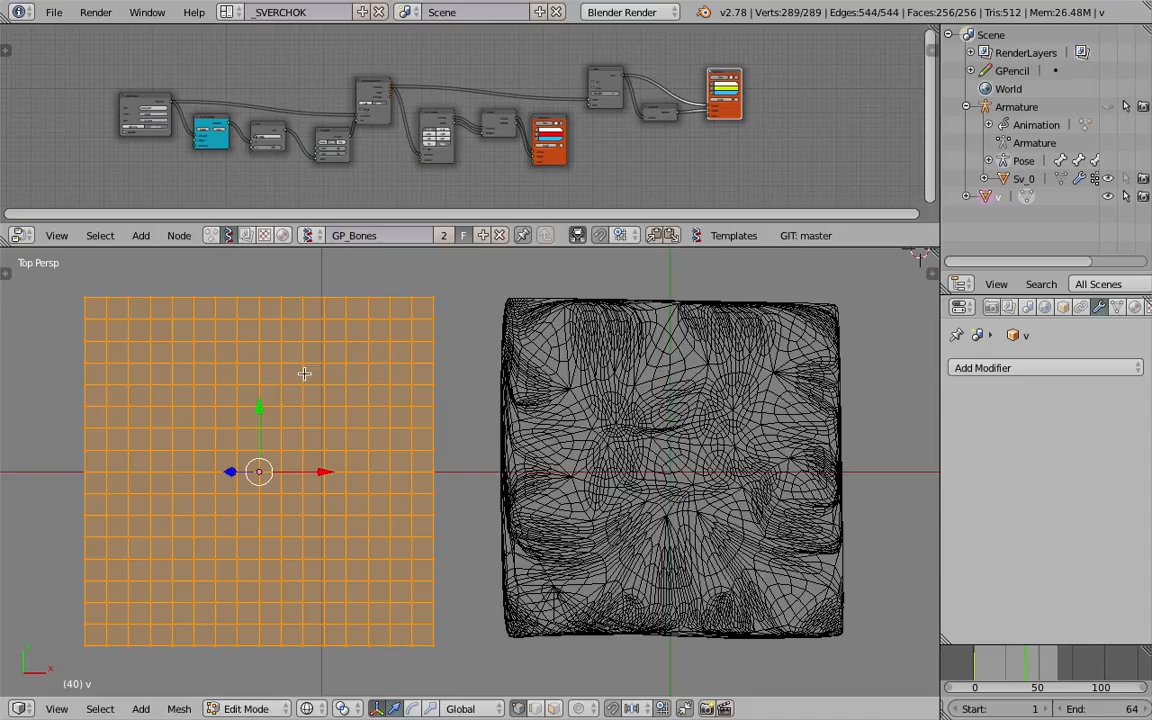 File Render Window Help _SVERCHOK Scene Blender Render v2.78 | Verts:289/289 | Edges:544/544 | Faces:256/256 | Tris:512 | Mem:26.48M | v
Scene
RenderLayers
GPencil
World
Armature
Animation
Armature
Pose
Sv_0
v
View Select Add Node GP_Bones 2 F Templates GIT: master
View Search All Scenes
Top Persp
v
Add Modifier
x
(40) v
0 50 100
View Select Add Mesh Edit Mode Global Start: 1 End: 64